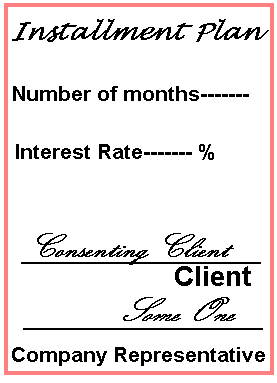 Installment Plan
Number of months-------
Interest Rate------- %
Consenting Client
Client
Some One
Company Representative